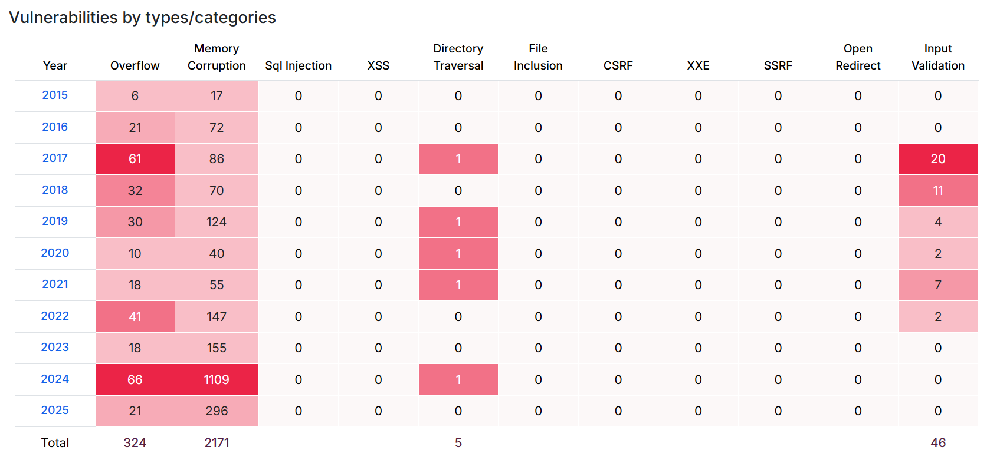 Vulnerabilities by types/categories
Year Overflow Memory Corruption Sql Injection XSS Directory Traversal File Inclusion CSRF XXE SSRF Open Redirect Input Validation
2015 6 17 0 0 0 0 0 0 0 0 0
2016 21 72 0 0 0 0 0 0 0 0 0
2017 61 86 0 0 1 0 0 0 0 0 20
2018 32 70 0 0 0 0 0 0 0 0 11
2019 30 124 0 0 1 0 0 0 0 0 4
2020 10 40 0 0 1 0 0 0 0 0 2
2021 18 55 0 0 1 0 0 0 0 0 7
2022 41 147 0 0 0 0 0 0 0 0 2
2023 18 155 0 0 0 0 0 0 0 0 0
2024 66 1109 0 0 1 0 0 0 0 0 0
2025 21 296 0 0 0 0 0 0 0 0 0
Total 324 2171 5 46